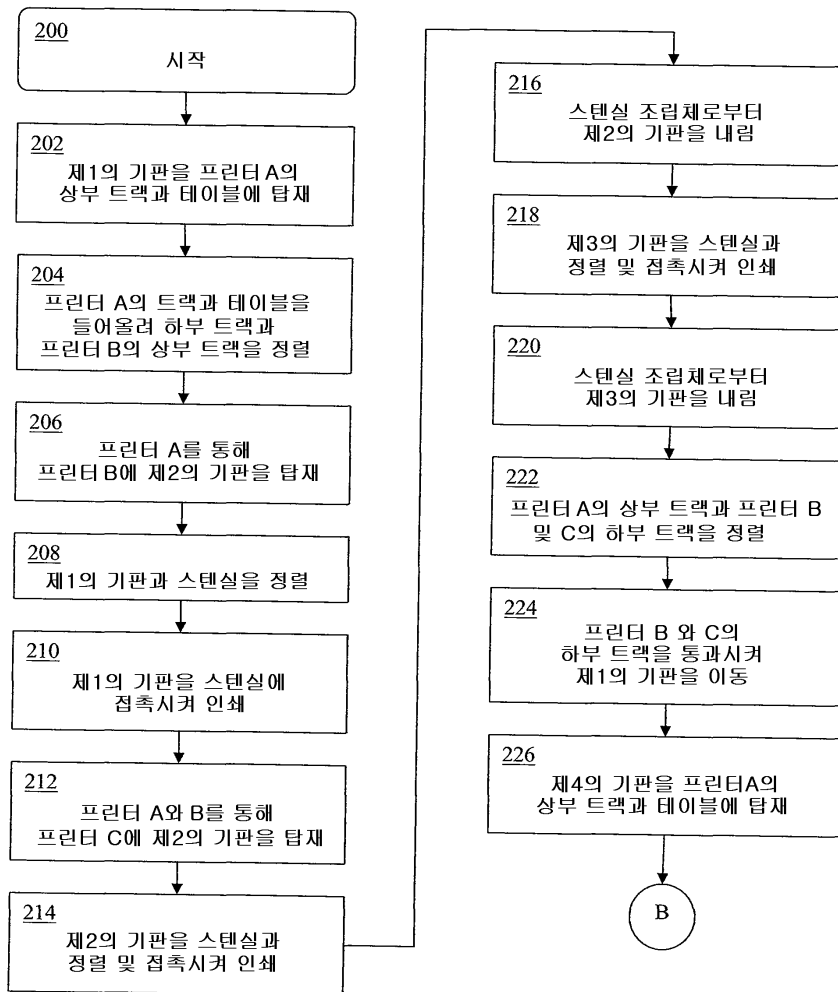 200
시작
202
제1의 기판을 프린터 A의
상부 트랙과 테이블에 탑재
204
프린터 A의 트랙과 테이블을
들어올려 하부 트랙과
프린터 B의 상부 트랙을 정렬
206
프린터 A를 통해
프린터 B에 제2의 기판을 탑재
208
제1의 기판과 스텐실을 정렬
210
제1의 기판을 스텐실에
접촉시켜 인쇄
212
프린터 A와 B를 통해
프린터 C에 제2의 기판을 탑재
214
제2의 기판을 스텐실과
정렬 및 접촉시켜 인쇄
216
스텐실 조립체로부터
제2의 기판을 내림
218
제3의 기판을 스텐실과
정렬 및 접촉시켜 인쇄
220
스텐실 조립체로부터
제3의 기판을 내림
222
프린터 A의 상부 트랙과 프린터 B
및 C의 하부 트랙을 정렬
224
프린터 B 와 C의
하부 트랙을 통과시켜
제1의 기판을 이동
226
제4의 기판을 프린터A의
상부 트랙과 테이블에 탑재
B